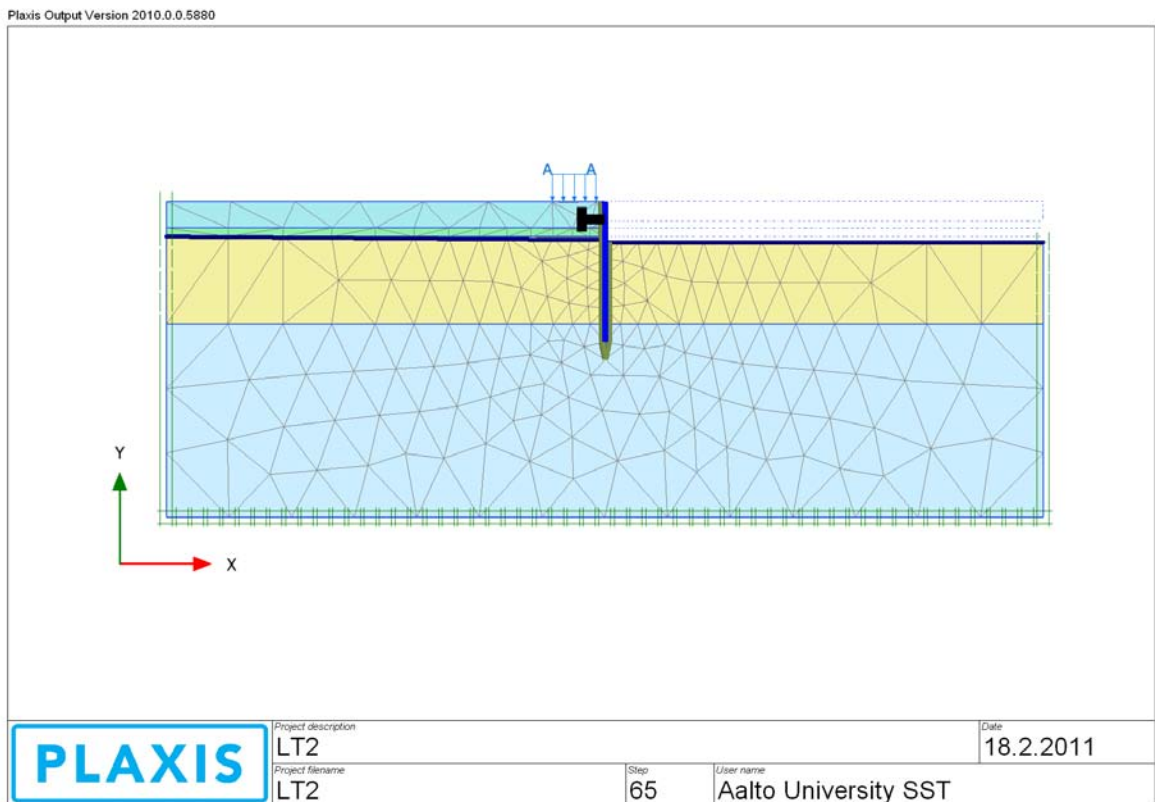 Plaxis Output Version 2010.0.0.5880
A A
Y
X
PLAXIS
Project description
LT2
Date
18.2.2011
Project filename
LT2
Step
65
User name
Aalto University SST